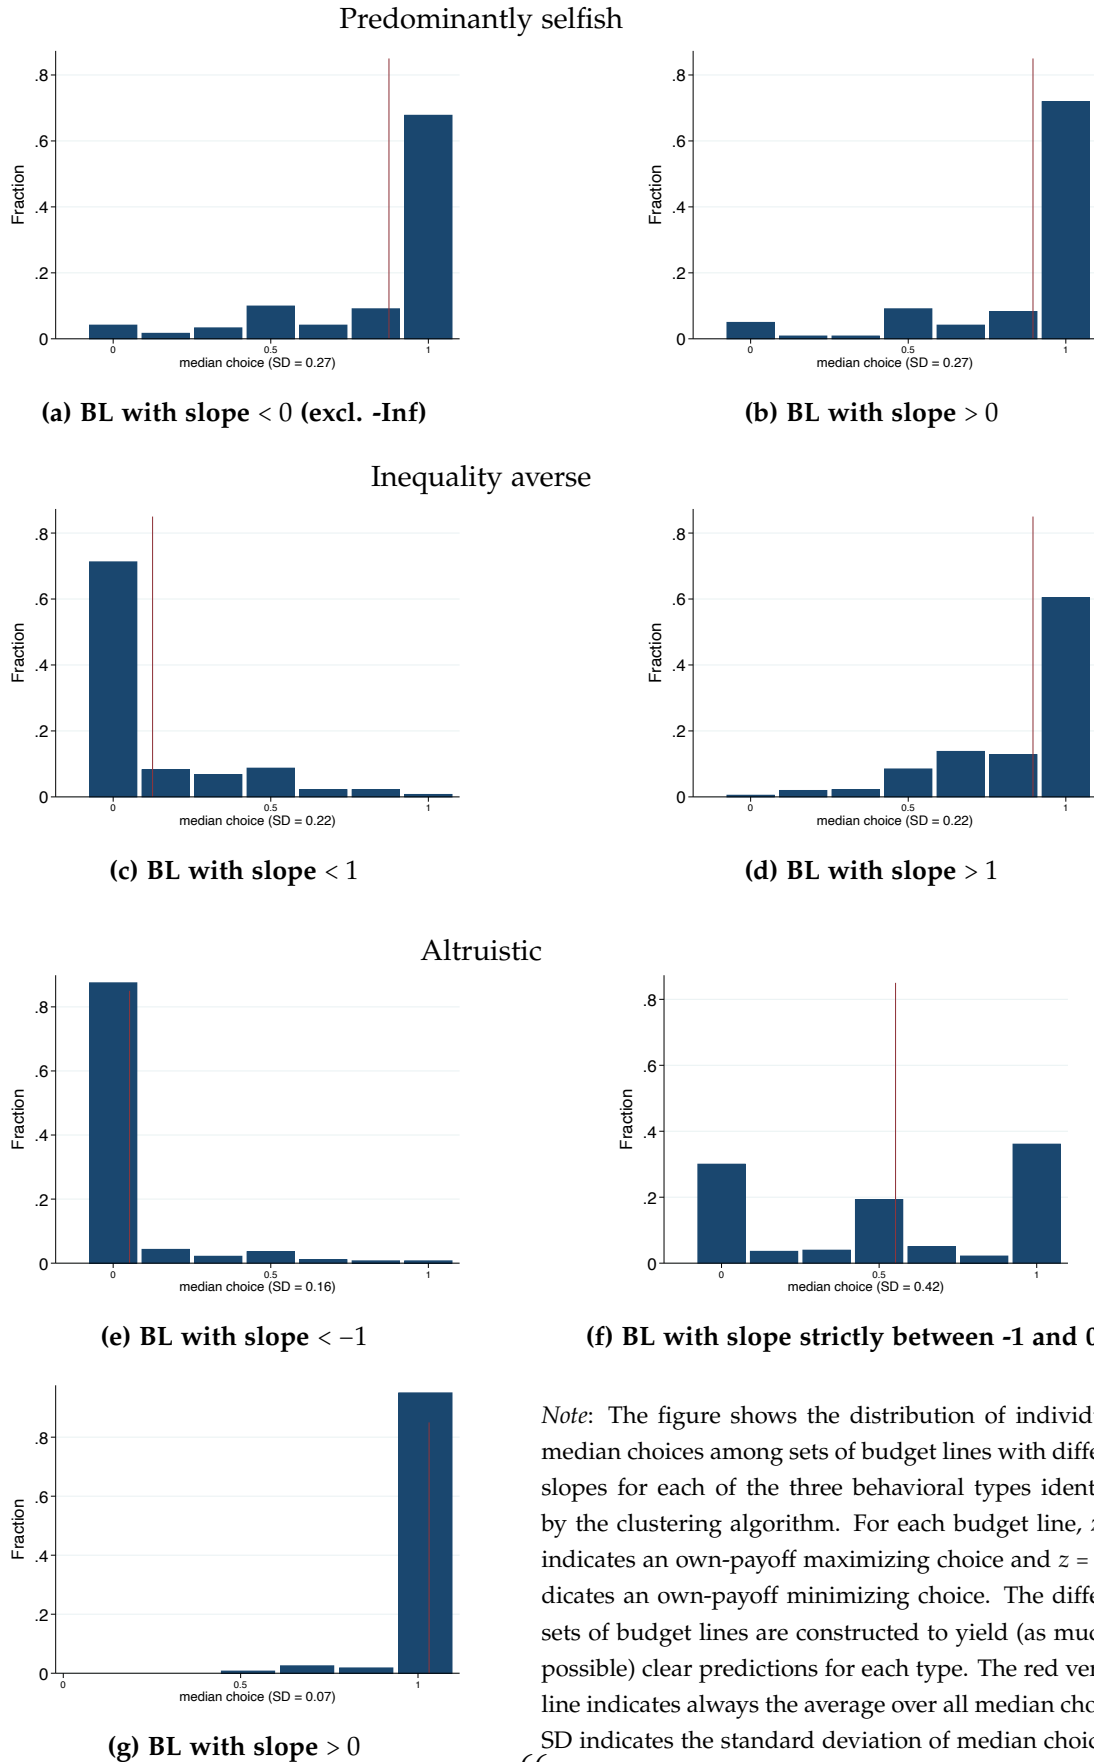 Predominantly selfish
.8
.6
.4
.2
0
Fraction
0
0.5
1
median choice (SD = 0.27)
(a) BL with slope < 0 (excl. -Inf)
.8
.6
.4
.2
0
Fraction
0
0.5
1
median choice (SD = 0.27)
(b) BL with slope > 0
Inequality averse
.8
.6
.4
.2
0
Fraction
0
0.5
1
median choice (SD = 0.22)
(c) BL with slope < 1
.8
.6
.4
.2
0
Fraction
0
0.5
1
median choice (SD = 0.22)
(d) BL with slope > 1
Altruistic
.8
.6
.4
.2
0
Fraction
0
0.5
1
median choice (SD = 0.16)
(e) BL with slope < −1
.8
.6
.4
.2
0
Fraction
0
0.5
1
median choice (SD = 0.42)
(f) BL with slope strictly between -1 and 0
.8
.6
.4
.2
0
Fraction
0
0.5
1
median choice (SD = 0.07)
(g) BL with slope > 0
Note: The figure shows the distribution of individu
median choices among sets of budget lines with diffe
slopes for each of the three behavioral types ident
by the clustering algorithm. For each budget line,
indicates an own-payoff maximizing choice and z =
dicates an own-payoff minimizing choice. The diffe
sets of budget lines are constructed to yield (as muc
possible) clear predictions for each type. The red ver
line indicates always the average over all median cho
SD indicates the standard deviation of median choic